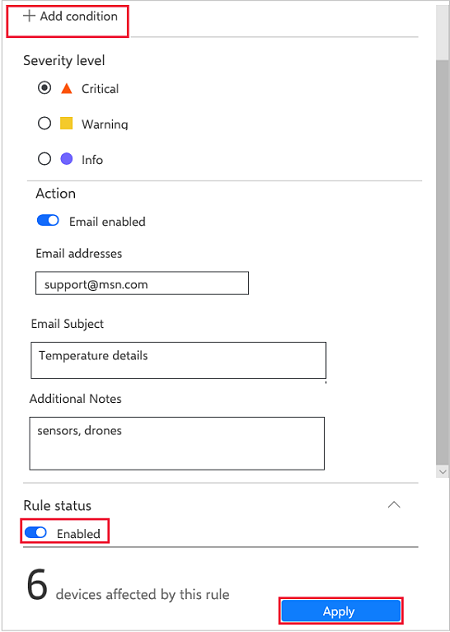 + Add condition
Severity level
Critical
Warning
Info
Action
Email enabled
Email addresses
support@msn.com
Email Subject
Temperature details
Additional Notes
sensors, drones
Rule status
Enabled
6 devices affected by this rule
Apply